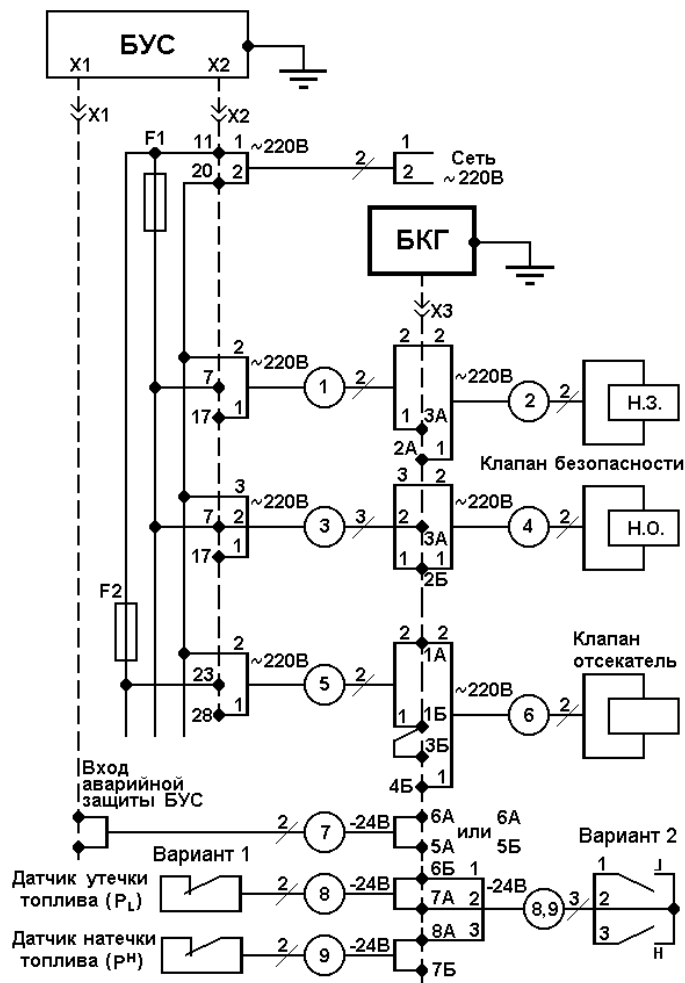 БУС
X1 X2
X1 X2
F1 11 1 ~220В 2 1 Сеть
20 2 2 ~220В
БКГ
X3
2 2 2
7 ~220В 1 2 ~220В 2 2 Н.З.
17 1 1 3А
2А 1
Клапан безопасности
3 3 2
7 2 ~220В 3 3 2 ~220В 4 2 Н.О.
17 1 3А
1 1
2Б
F2
Клапан
отсекатель
2 2 1А 2
23 ~220В 5 2 ~220В 6 2
28 1 1 1Б
3Б
4Б 1
Вход
аварийной
защиты БУС
2 7 -24В 6А или 6А
5А 5Б
Вариант 1 Вариант 2
Датчик утечки
топлива (PL) 2 8 -24В 6Б 1 -24В 1 L
7А 2 8,9 3 2
Датчик натечки
топлива (PH) 2 9 -24В 8А 3 3 H
7Б